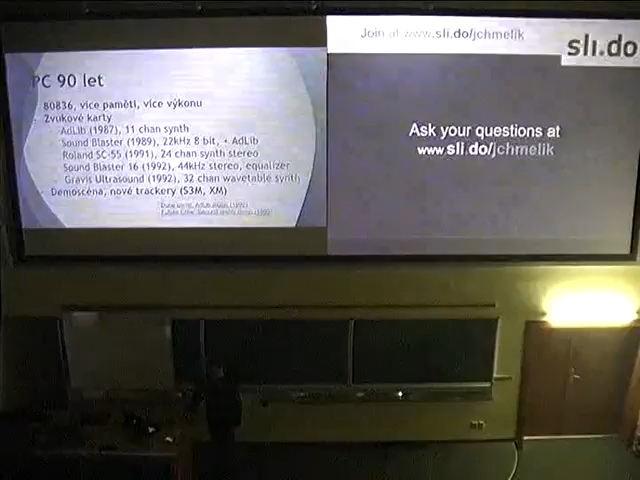 PC 90 let
80836, více paměti, více výkonu
Zvukové karty
AdLib (1987), 11 chan synth
Sound Blaster (1989), 22kHz 8 bit, + AdLib
Roland SC-55 (1991), 24 chan synth stereo
Sound Blaster 16 (1992), 44kHz stereo, equalizer
Gravis Ultrasound (1992), 32 chan wavetable synth
Demoscéna, nové trackery (S3M, XM)
Join at www.sli.do/jchmelik
sli.do
Ask your questions at
www.sli.do/jchmelik